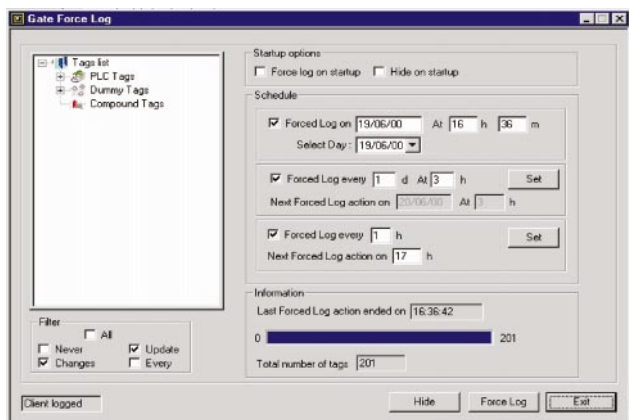 Gate Force Log
Tags list
PLC Tags
Dummy Tags
Compound Tags
Filter
All
Never
Update
Changes
Every
Startup options
Force log on startup Hide on startup
Schedule
Forced Log on 19/06/00 At 16 h 36 m
Select Day: 19/06/00
Forced Log every 1 d At 3 h Set
Next Forced Log action on 20/06/00 At 3 h
Forced Log every 1 h Set
Next Forced Log action on 17 h
Information
Last Forced Log action ended on 16:36:42
0 201
Total number of tags 201
Client logged
Hide Force Log Exit